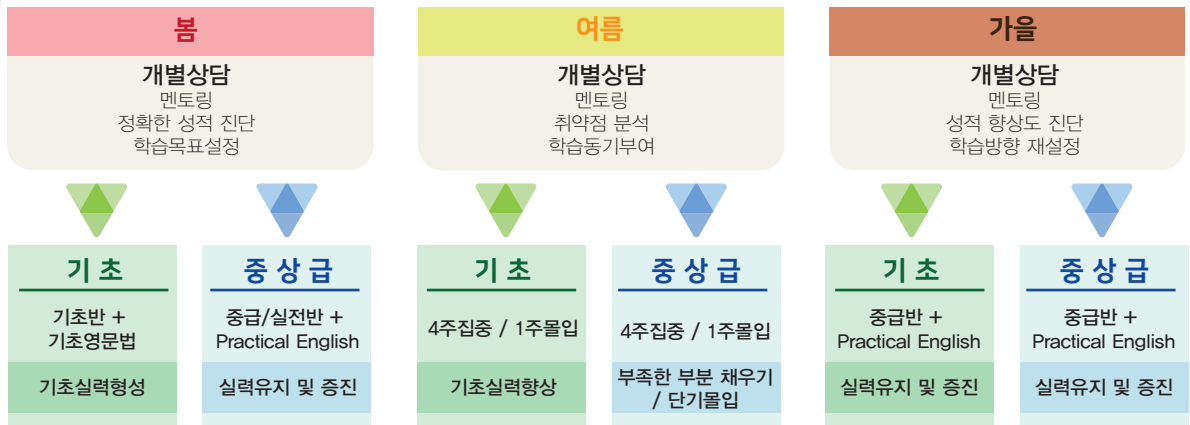 봄
개별상담
멘토링
정확한 성적 진단
학습목표설정
기 초
기초반 +
기초영문법
기초실력형성
중 상 급
중급/실전반 +
Practical English
실력유지 및 증진
여름
개별상담
멘토링
취약점 분석
학습동기부여
기 초
4주집중 / 1주몰입
기초실력향상
중 상 급
4주집중 / 1주몰입
부족한 부분 채우기
/ 단기몰입
가을
개별상담
멘토링
성적 향상도 진단
학습방향 재설정
기 초
중급반 +
Practical English
실력유지 및 증진
중 상 급
중급반 +
Practical English
실력유지 및 증진